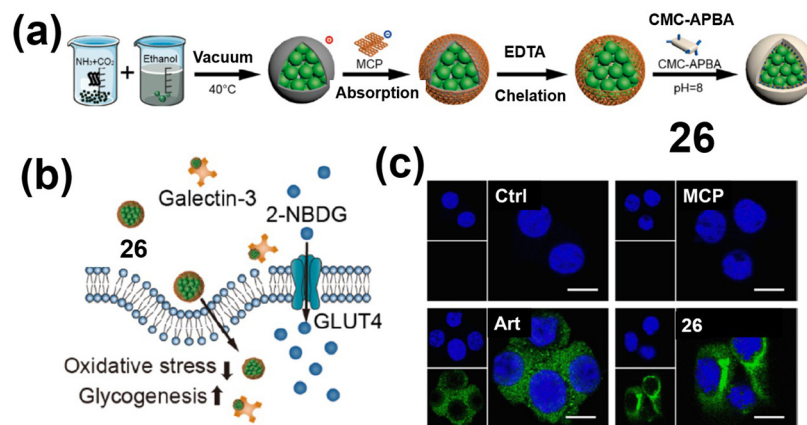 (a)
NH₃+CO₂
Ethanol
Vacuum
40°C
MCP
Absorption
EDTA
Chelation
CMC-APBA
CMC-APBA
pH=8
26
(b)
Galectin-3
2-NBDG
26
GLUT4
Oxidative stress
Glycogenesis
(c)
Ctrl
MCP
Art
26